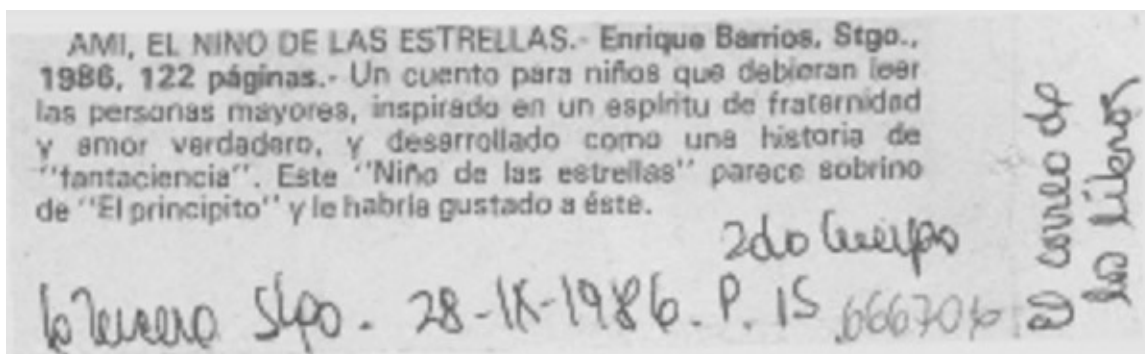 AMI, EL NINO DE LAS ESTRELLAS.- Enrique Barrios. Stgo.,
1986, 122 páginas.- Un cuento para niños que debieran leer
las personas mayores, inspirado en un espíritu de fraternidad
y amor verdadero, y desarrollado como una historia de
"fantaciencia". Este "Niño de las estrellas" parece sobrino
de "El principito" y le habría gustado a éste.
2do Cuerpo
La Tercera Stgo. - 28-IX-1986. P. 15
El correo de
los libros